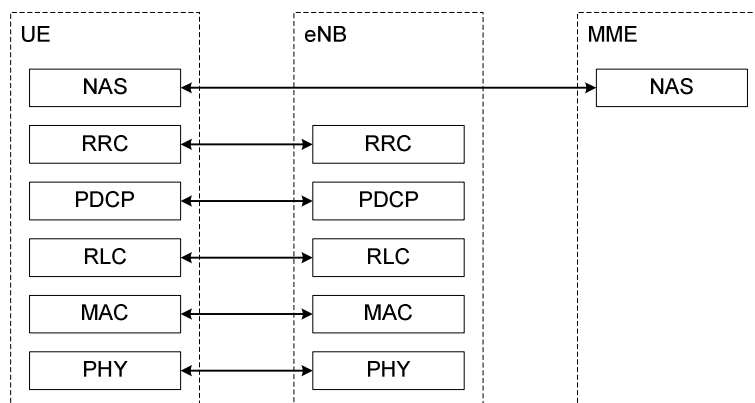 UE eNB MME
NAS NAS
RRC RRC
PDCP PDCP
RLC RLC
MAC MAC
PHY PHY